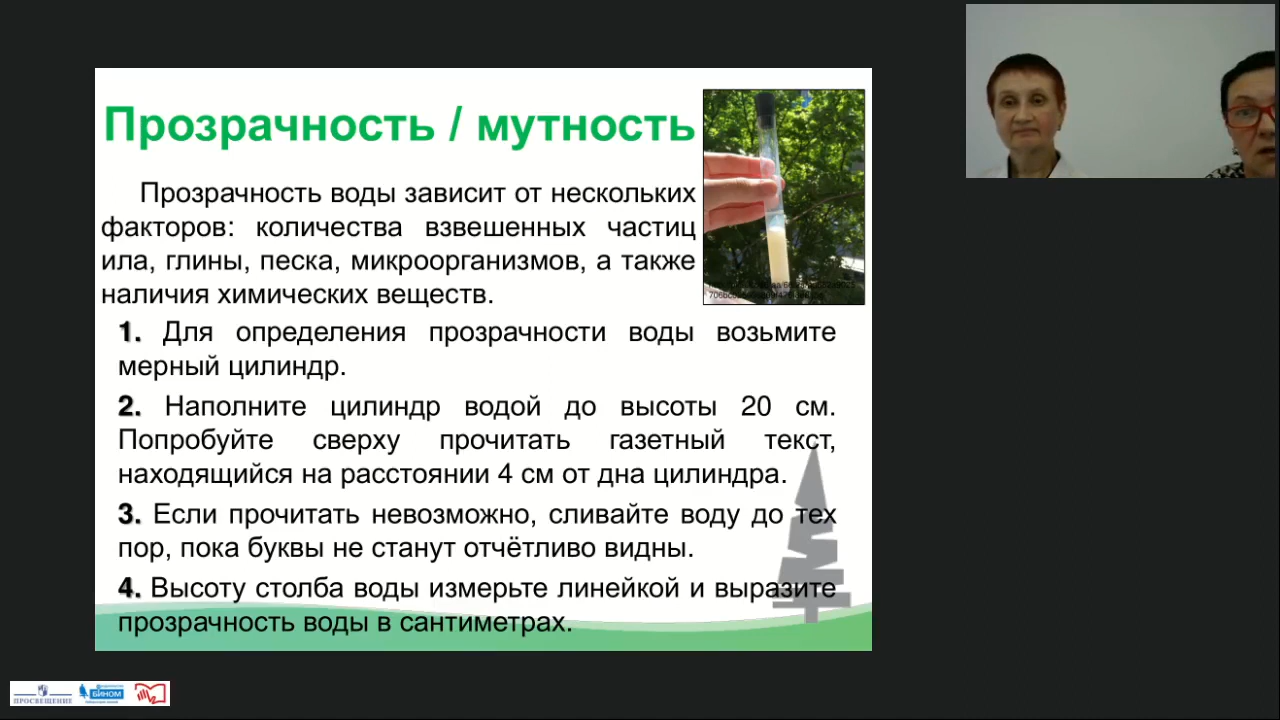 Прозрачность / мутность
Прозрачность воды зависит от нескольких
факторов: количества взвешенных частиц
ила, глины, песка, микроорганизмов, а также
наличия химических веществ.
1. Для определения прозрачности воды возьмите
мерный цилиндр.
2. Наполните цилиндр водой до высоты 20 см.
Попробуйте сверху прочитать газетный текст,
находящийся на расстоянии 4 см от дна цилиндра.
3. Если прочитать невозможно, сливайте воду до тех
пор, пока буквы не станут отчётливо видны.
4. Высоту столба воды измерьте линейкой и выразите
прозрачность воды в сантиметрах.
ПРОСВЕЩЕНИЕ
БИНОМ